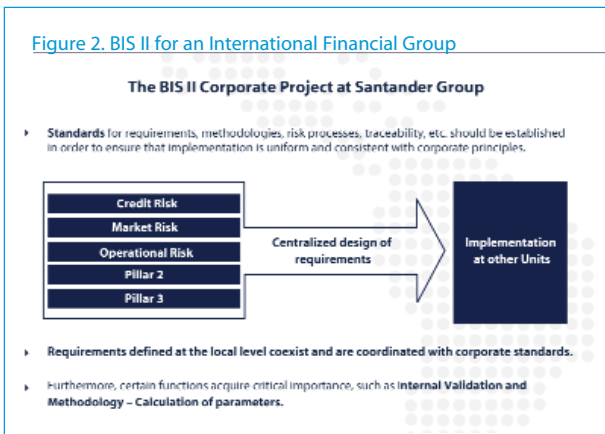 Figure 2. BIS II for an International Financial Group
The BIS II Corporate Project at Santander Group
Standards for requirements, methodologies, risk processes, traceability, etc. should be established
in order to ensure that implementation is uniform and consistent with corporate principles.
Credit Risk
Market Risk
Operational Risk
Pillar 2
Pillar 3
Centralized design of
requirements
Implementation
at other Units
Requirements defined at the local level coexist and are coordinated with corporate standards.
Furthermore, certain functions acquire critical importance, such as Internal Validation and
Methodology – Calculation of parameters.